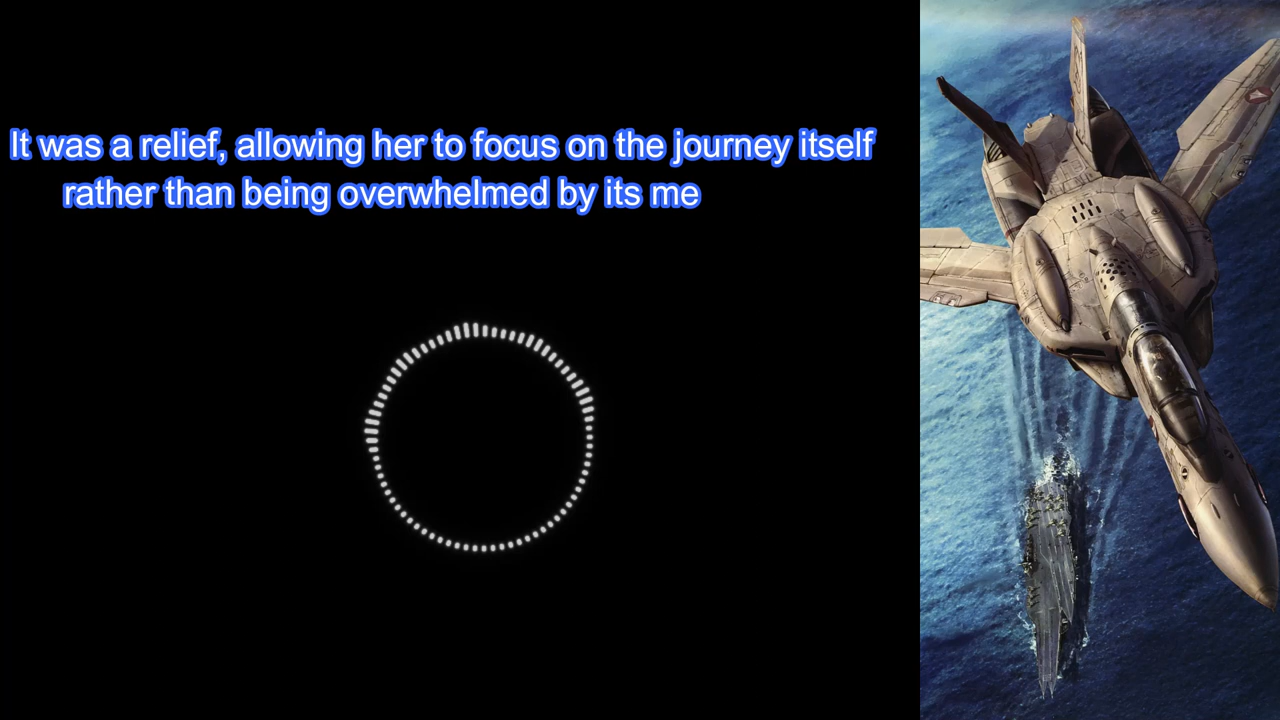 It was a relief, allowing her to focus on the journey itself
rather than being overwhelmed by its me